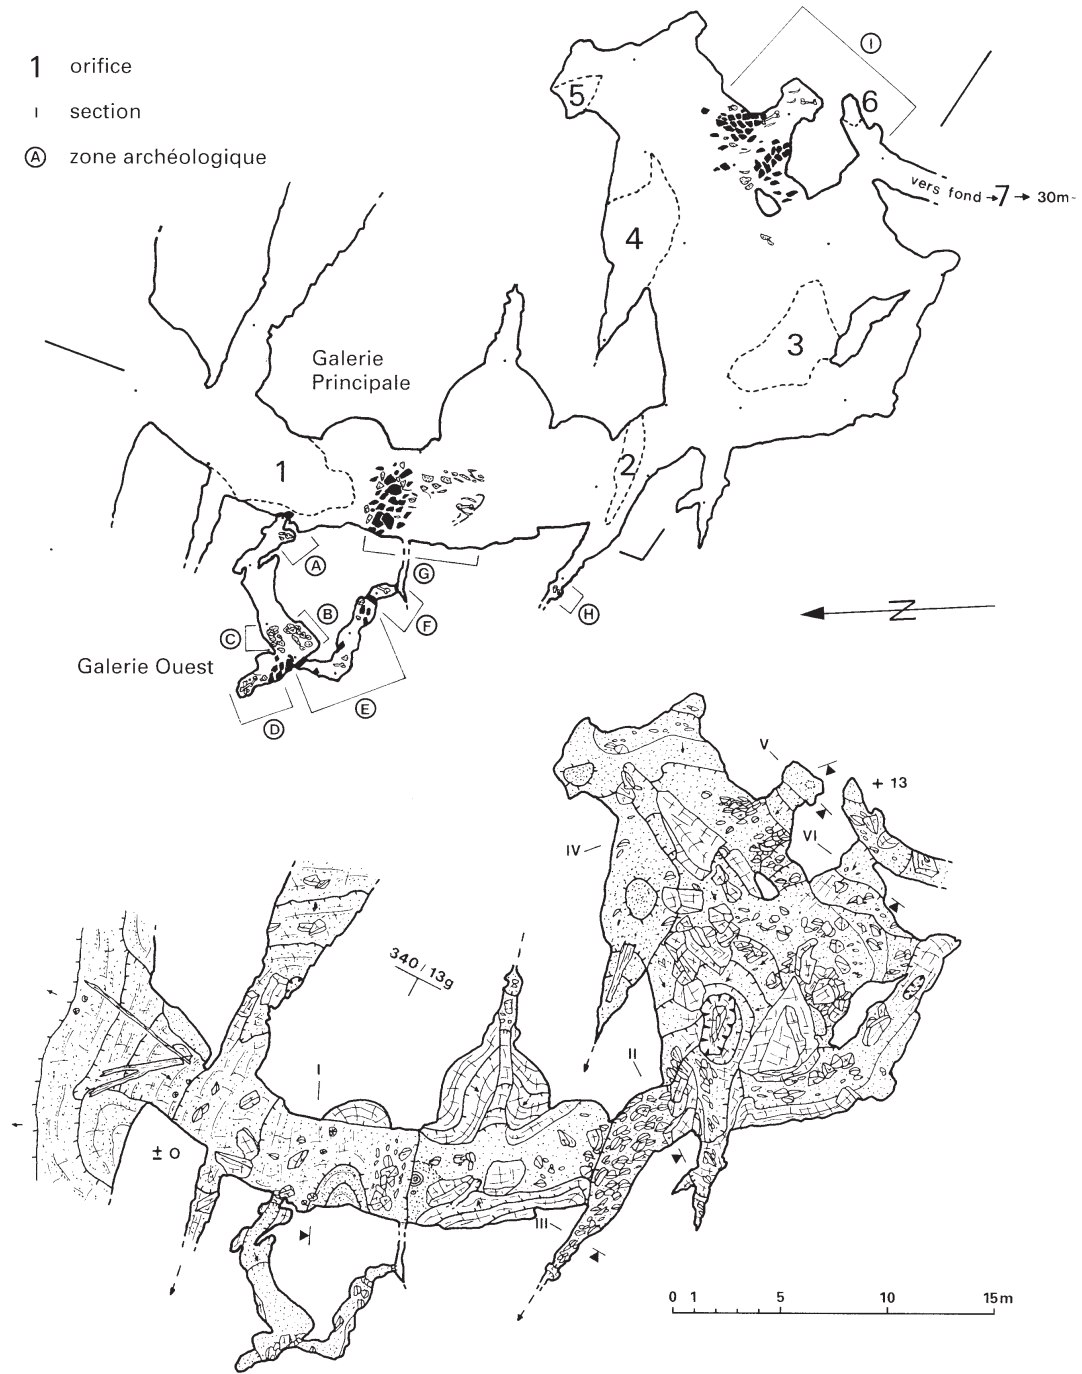 1 orifice
I section
A zone archéologique
I
5
6
vers fond → 7 → 30m
4
3
Galerie
Principale
1
2
A
G
B
F
H
C
Z
Galerie Ouest
E
D
V
+ 13
VI
IV
340 / 13g
II
I
± 0
III
0 1 5 10 15m